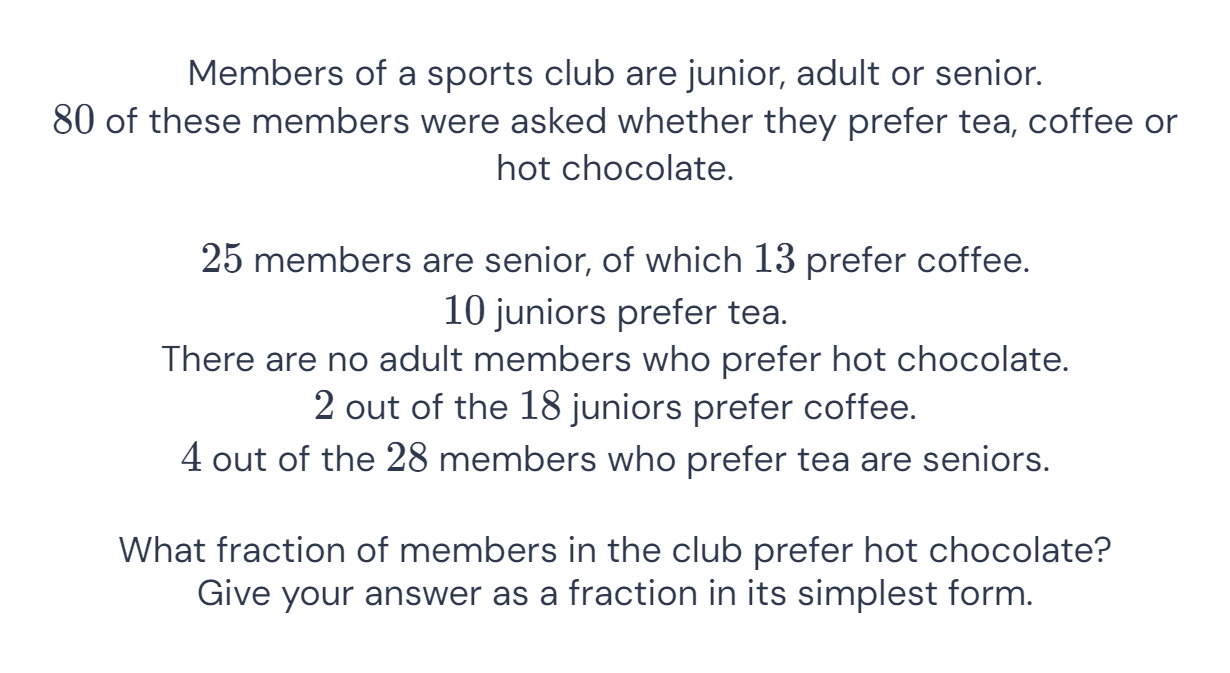 Members of a sports club are junior, adult or senior.
80 of these members were asked whether they prefer tea, coffee or
hot chocolate.
25 members are senior, of which 13 prefer coffee.
10 juniors prefer tea.
There are no adult members who prefer hot chocolate.
2 out of the 18 juniors prefer coffee.
4 out of the 28 members who prefer tea are seniors.
What fraction of members in the club prefer hot chocolate?
Give your answer as a fraction in its simplest form.